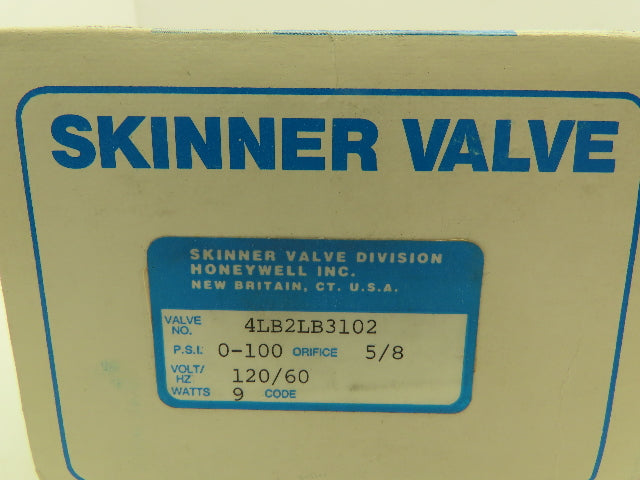 SKINNER VALVE
SKINNER VALVE DIVISION
HONEYWELL INC.
NEW BRITAIN, CT. U.S.A.
VALVE NO. 4LB2LB3102
P.S.I. 0-100 ORIFICE 5/8
VOLT/HZ 120/60
WATTS 9 CODE